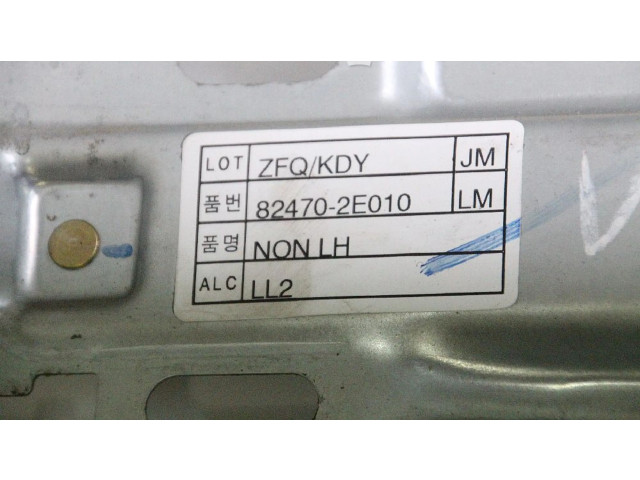 LOT ZFQ/KDY JM
품번 82470-2E010 LM
품명 NON LH
ALC LL2